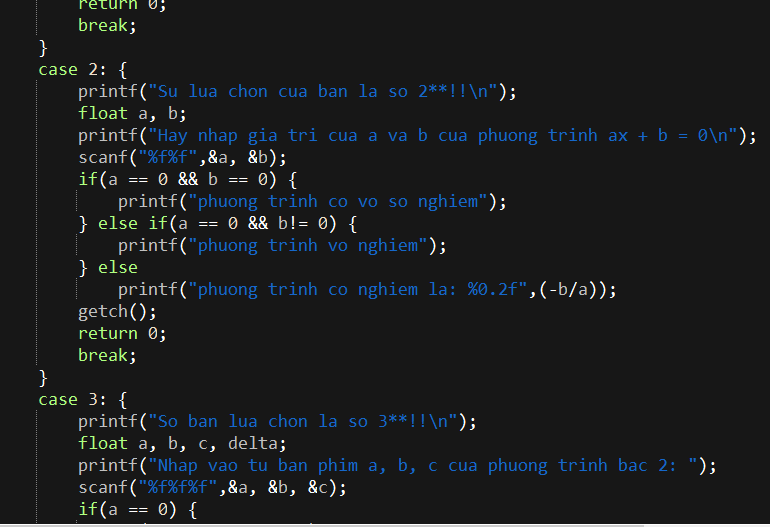 return 0;
break;
}
case 2: {
printf("Su lua chon cua ban la so 2**!!\n");
float a, b;
printf("Hay nhap gia tri cua a va b cua phuong trinh ax + b = 0\n");
scanf("%f%f",&a, &b);
if(a == 0 && b == 0) {
printf("phuong trinh co vo so nghiem");
} else if(a == 0 && b!= 0) {
printf("phuong trinh vo nghiem");
} else
printf("phuong trinh co nghiem la: %0.2f",(-b/a));
getch();
return 0;
break;
}
case 3: {
printf("So ban lua chon la so 3**!!\n");
float a, b, c, delta;
printf("Nhap vao tu ban phim a, b, c cua phuong trinh bac 2: ");
scanf("%f%f%f",&a, &b, &c);
if(a == 0) {